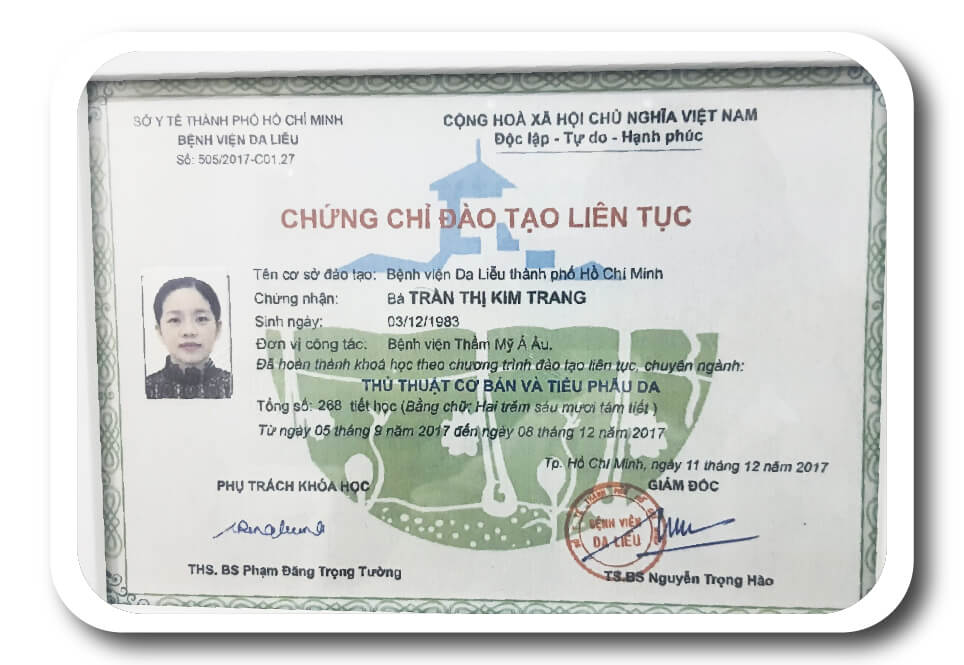 SỞ Y TẾ THÀNH PHỐ HỒ CHÍ MINH
BỆNH VIỆN DA LIỄU
Số: 505/2017-C01.27
CỘNG HOÀ XÃ HỘI CHỦ NGHĨA VIỆT NAM
Độc lập - Tự do - Hạnh phúc
CHỨNG CHỈ ĐÀO TẠO LIÊN TỤC
Tên cơ sở đào tạo: Bệnh viện Da Liễu thành phố Hồ Chí Minh
Chứng nhận: Bà TRẦN THỊ KIM TRANG
Sinh ngày: 03/12/1983
Đơn vị công tác: Bệnh viện Thẩm Mỹ Á Âu.
Đã hoàn thành khoá học theo chương trình đào tạo liên tục, chuyên ngành:
THỦ THUẬT CƠ BẢN VÀ TIỂU PHẪU DA
Tổng số: 268 tiết học (Bằng chữ: Hai trăm sáu mươi tám tiết)
Từ ngày 05 tháng 9 năm 2017 đến ngày 08 tháng 12 năm 2017
Tp. Hồ Chí Minh, ngày 11 tháng 12 năm 2017
PHỤ TRÁCH KHÓA HỌC
GIÁM ĐỐC
BỆNH VIỆN
DA LIỄU
THS. BS Phạm Đăng Trọng Tường
TS.BS Nguyễn Trọng Hào